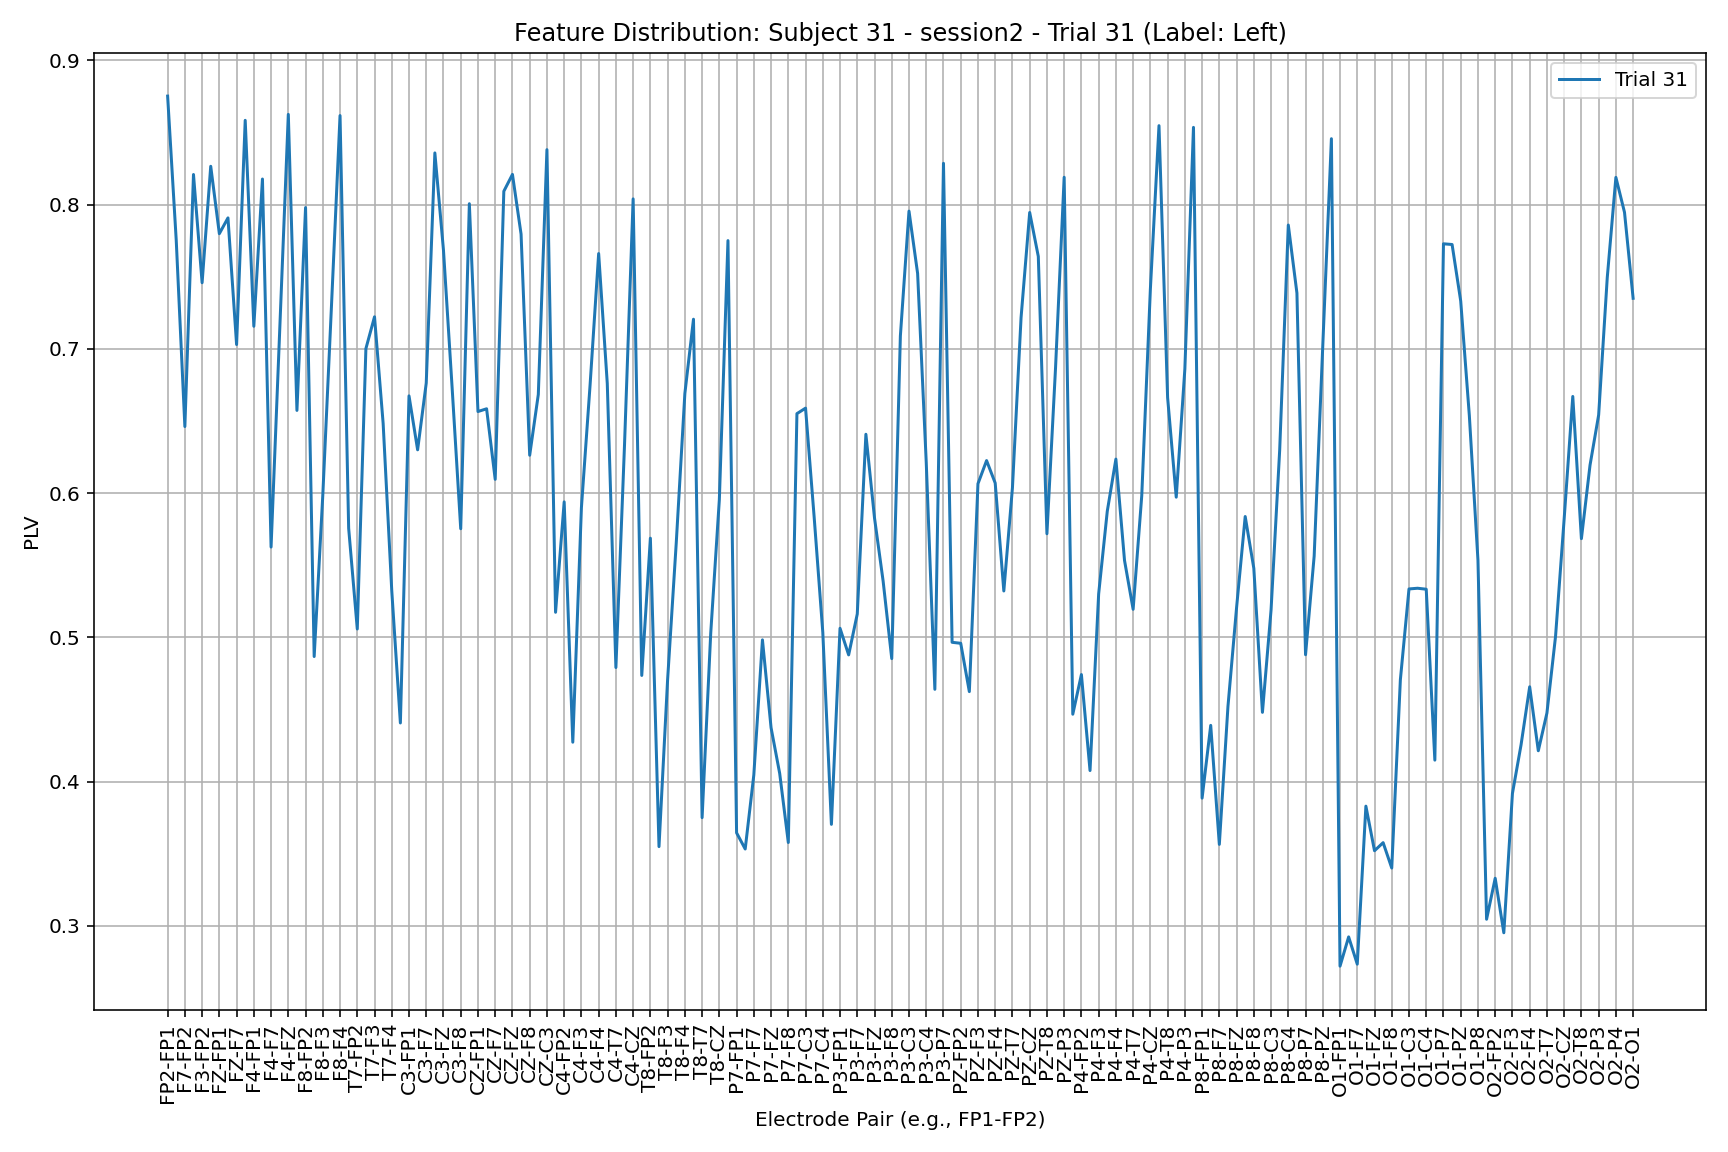 Feature Distribution: Subject 31 - session2 - Trial 31 (Label: Left)
Trial 31
0.9
0.8
0.7
0.6
0.5
0.4
0.3
PLV
FP2-FP1
F7-FP2
F3-FP2
FZ-FP1
FZ-F7
F4-FP1
F4-F7
F4-FZ
F8-FP2
F8-F3
F8-F4
T7-FP2
T7-F3
T7-F4
C3-FP1
C3-F7
C3-FZ
C3-F8
CZ-FP1
CZ-F7
CZ-FZ
CZ-F8
CZ-C3
C4-FP2
C4-F3
C4-F4
C4-T7
C4-CZ
T8-FP2
T8-F3
T8-F4
T8-T7
T8-CZ
P7-FP1
P7-F7
P7-FZ
P7-F8
P7-C3
P7-C4
P3-FP1
P3-F7
P3-FZ
P3-F8
P3-C3
P3-C4
P3-P7
PZ-FP2
PZ-F3
PZ-F4
PZ-T7
PZ-CZ
PZ-T8
PZ-P3
P4-FP2
P4-F3
P4-F4
P4-T7
P4-CZ
P4-T8
P4-P3
P8-FP1
P8-F7
P8-FZ
P8-F8
P8-C3
P8-C4
P8-P7
P8-PZ
O1-FP1
O1-F7
O1-FZ
O1-F8
O1-C3
O1-C4
O1-P7
O1-PZ
O1-P8
O2-FP2
O2-F3
O2-F4
O2-T7
O2-CZ
O2-T8
O2-P3
O2-P4
O2-O1
Electrode Pair (e.g., FP1-FP2)